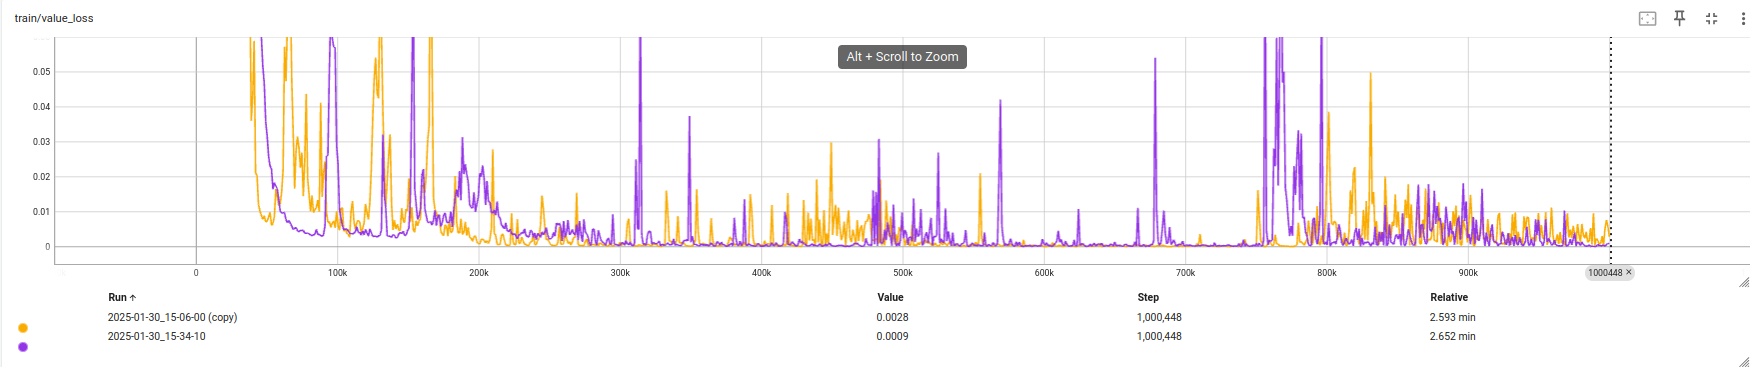 train/value_loss
Alt + Scroll to Zoom
0.05
0.04
0.03
0.02
0.01
0
0 100k 200k 300k 400k 500k 600k 700k 800k 900k 1000448 ×
Run ↑ Value Step Relative
2025-01-30_15-06-00 (copy) 0.0028 1,000,448 2.593 min
2025-01-30_15-34-10 0.0009 1,000,448 2.652 min